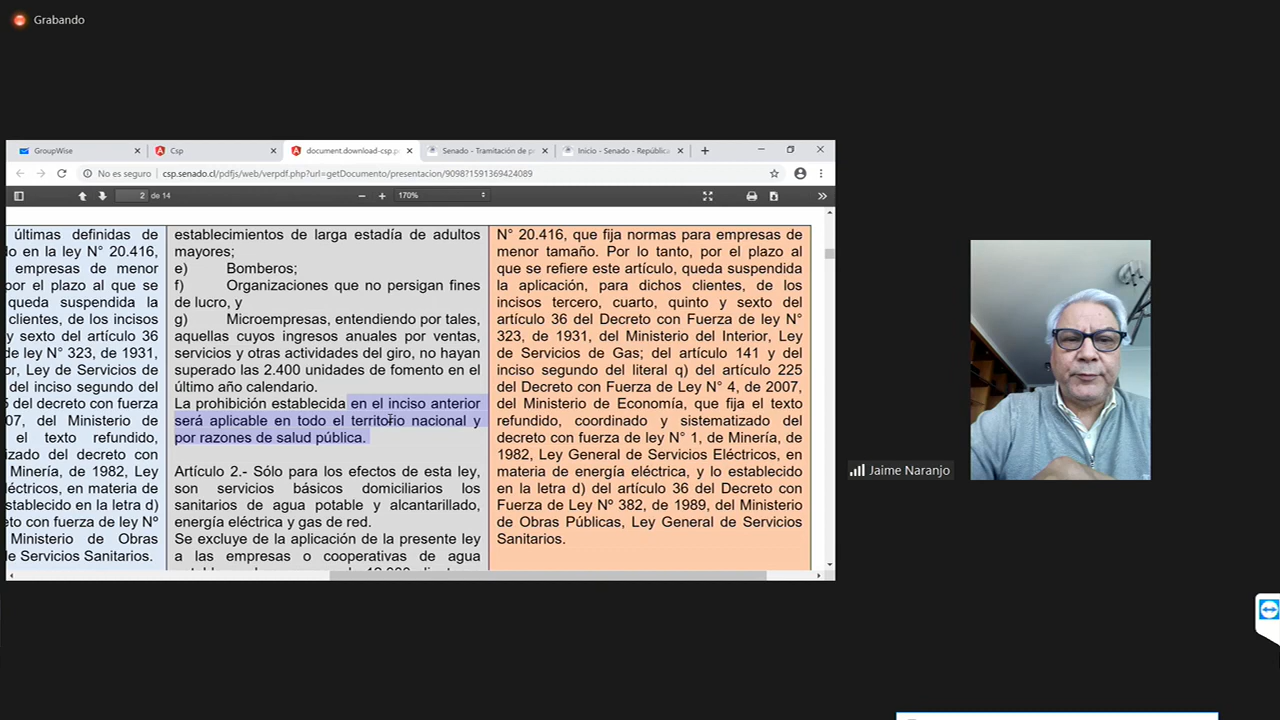 Grabando
GroupWise
Csp
document.download-csp.p
Senado - Tramitación de p
Inicio - Senado - República
No es seguro
csp.senado.cl/pdfjs/web/verpdf.php?url=getDocumento/presentacion/9098?1591369424089
2 de 14
170%
últimas definidas de
do en la ley N° 20.416,
empresas de menor
por el plazo al que se
queda suspendida la
clientes, de los incisos
y sexto del artículo 36
de ley N° 323, de 1931,
or, Ley de Servicios de
del inciso segundo del
5 del decreto con fuerza
07, del Ministerio de
el texto refundido,
izado del decreto con
Minería, de 1982, Ley
léctricos, en materia de
establecido en la letra d)
eto con fuerza de ley Nº
Ministerio de Obras
e Servicios Sanitarios.
establecimientos de larga estadía de adultos
mayores;
e) Bomberos;
f) Organizaciones que no persigan fines
de lucro, y
g) Microempresas, entendiendo por tales,
aquellas cuyos ingresos anuales por ventas,
servicios y otras actividades del giro, no hayan
superado las 2.400 unidades de fomento en el
último año calendario.
La prohibición establecida en el inciso anterior
será aplicable en todo el territorio nacional y
por razones de salud pública.
Artículo 2.- Sólo para los efectos de esta ley,
son servicios básicos domiciliarios los
sanitarios de agua potable y alcantarillado,
energía eléctrica y gas de red.
Se excluye de la aplicación de la presente ley
a las empresas o cooperativas de agua
N° 20.416, que fija normas para empresas de
menor tamaño. Por lo tanto, por el plazo al
que se refiere este artículo, queda suspendida
la aplicación, para dichos clientes, de los
incisos tercero, cuarto, quinto y sexto del
artículo 36 del Decreto con Fuerza de ley N°
323, de 1931, del Ministerio del Interior, Ley
de Servicios de Gas; del artículo 141 y del
inciso segundo del literal q) del artículo 225
del Decreto con Fuerza de Ley N° 4, de 2007,
del Ministerio de Economía, que fija el texto
refundido, coordinado y sistematizado del
decreto con fuerza de ley N° 1, de Minería, de
1982, Ley General de Servicios Eléctricos, en
materia de energía eléctrica, y lo establecido
en la letra d) del artículo 36 del Decreto con
Fuerza de Ley Nº 382, de 1989, del Ministerio
de Obras Públicas, Ley General de Servicios
Sanitarios.
Jaime Naranjo